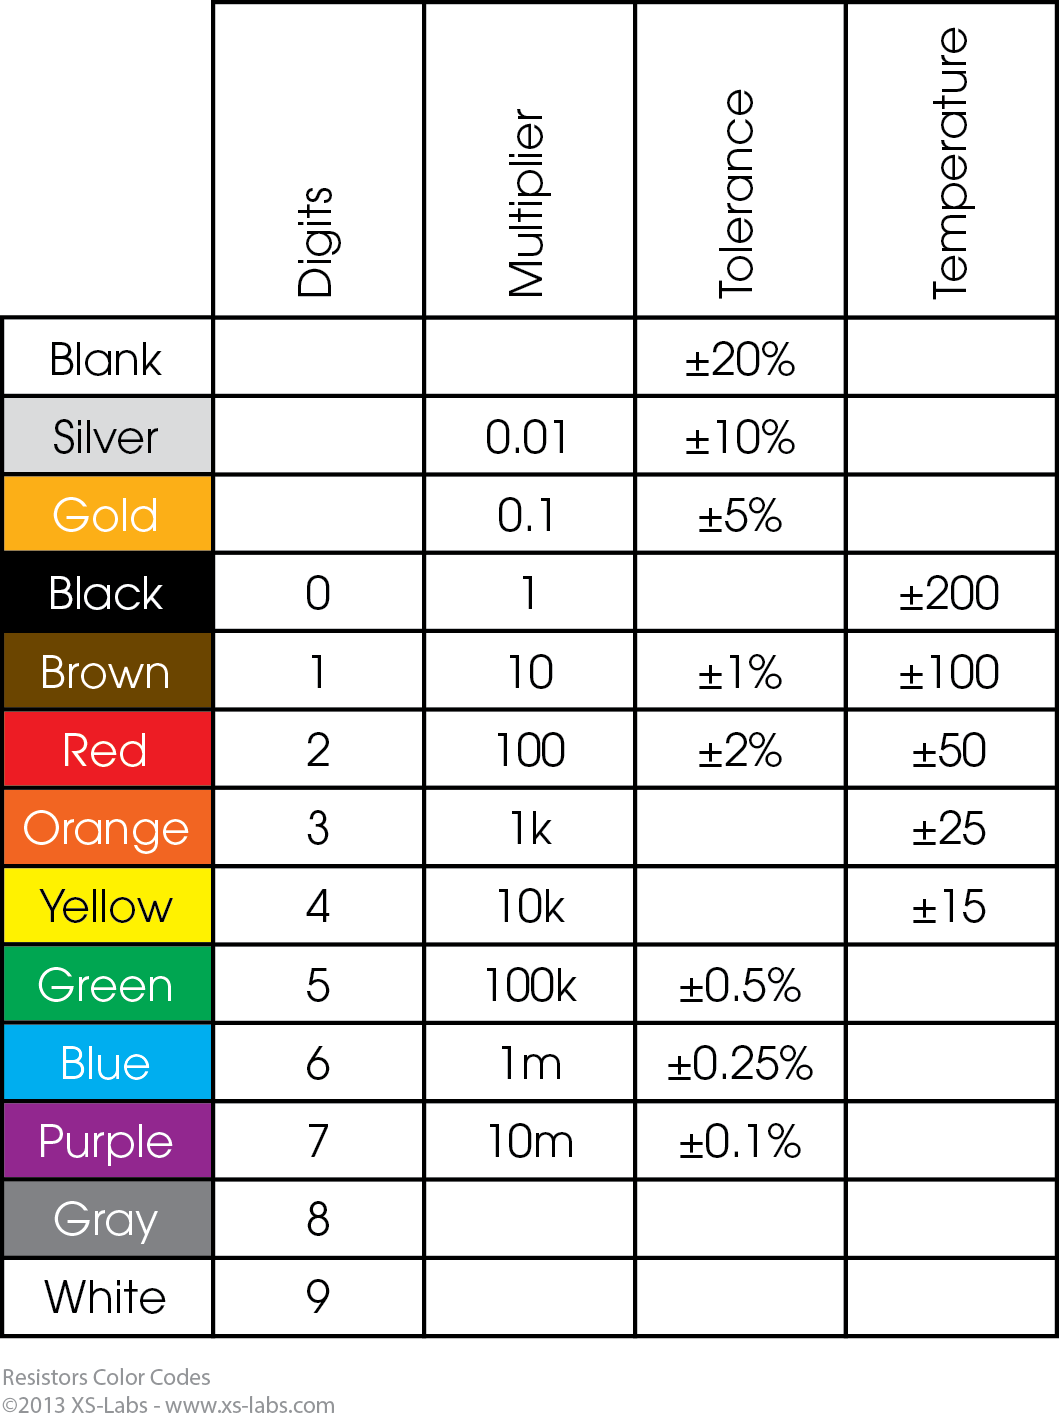 Digits Multiplier Tolerance Temperature
Blank ±20%
Silver 0.01 ±10%
Gold 0.1 ±5%
Black 0 1 ±200
Brown 1 10 ±1% ±100
Red 2 100 ±2% ±50
Orange 3 1k ±25
Yellow 4 10k ±15
Green 5 100k ±0.5%
Blue 6 1m ±0.25%
Purple 7 10m ±0.1%
Gray 8
White 9
Resistors Color Codes
©2013 XS-Labs - www.xs-labs.com